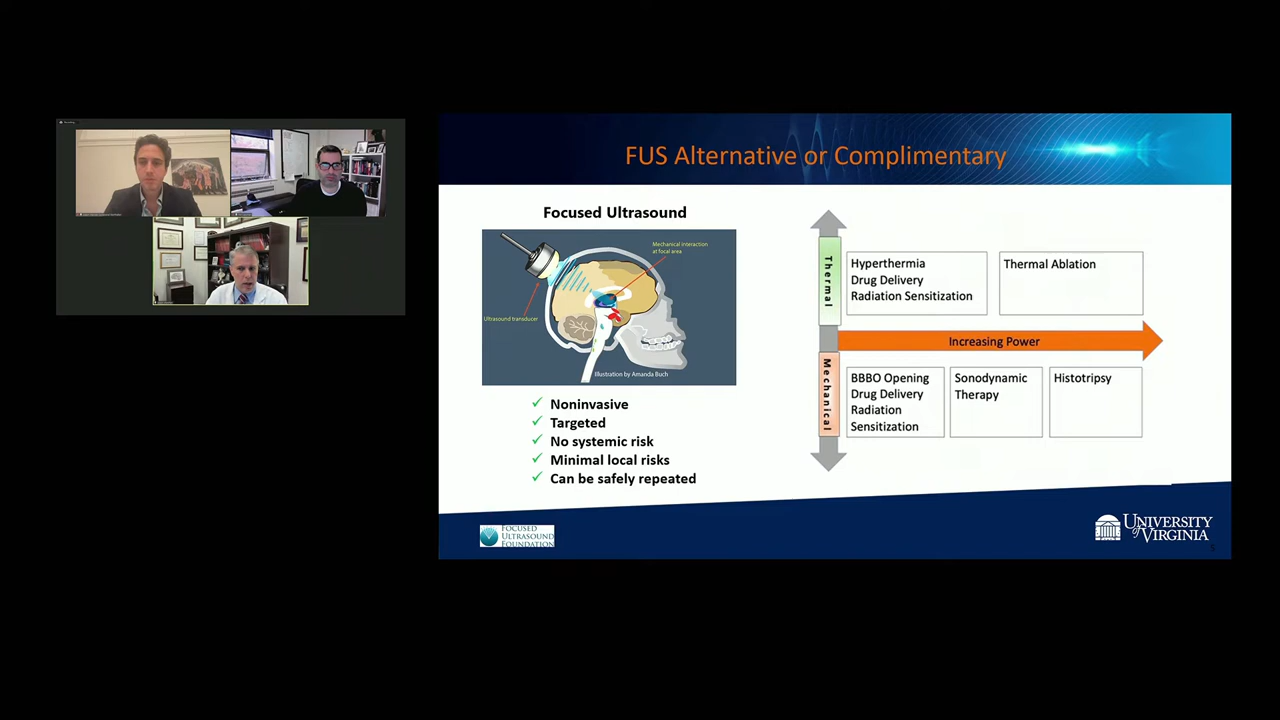 FUS Alternative or Complimentary
Focused Ultrasound
Mechanical interaction
at focal area
Ultrasound transducer
Illustration by Amanda Buch
Noninvasive
Targeted
No systemic risk
Minimal local risks
Can be safely repeated
Thermal
Hyperthermia
Drug Delivery
Radiation Sensitization
Thermal Ablation
Increasing Power
Mechanical
BBBO Opening
Drug Delivery
Radiation
Sensitization
Sonodynamic
Therapy
Histotripsy
FOCUSED
ULTRASOUND
FOUNDATION
UNIVERSITY
of VIRGINIA
5